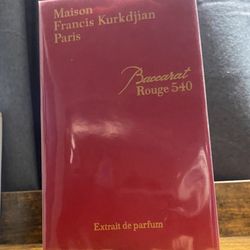 Maison
Francis Kurkdjian
Paris
Baccarat
Rouge 540
Extrait de parfum